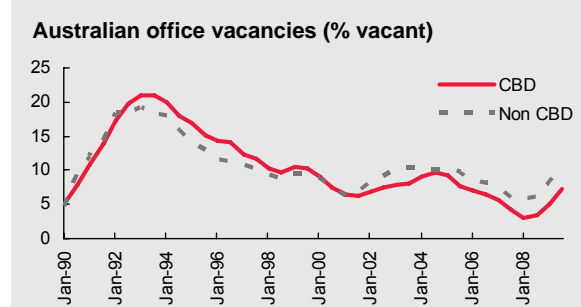 Australian office vacancies (% vacant)
25
20
15
10
5
0
CBD
Non CBD
Jan-90
Jan-92
Jan-94
Jan-96
Jan-98
Jan-00
Jan-02
Jan-04
Jan-06
Jan-08